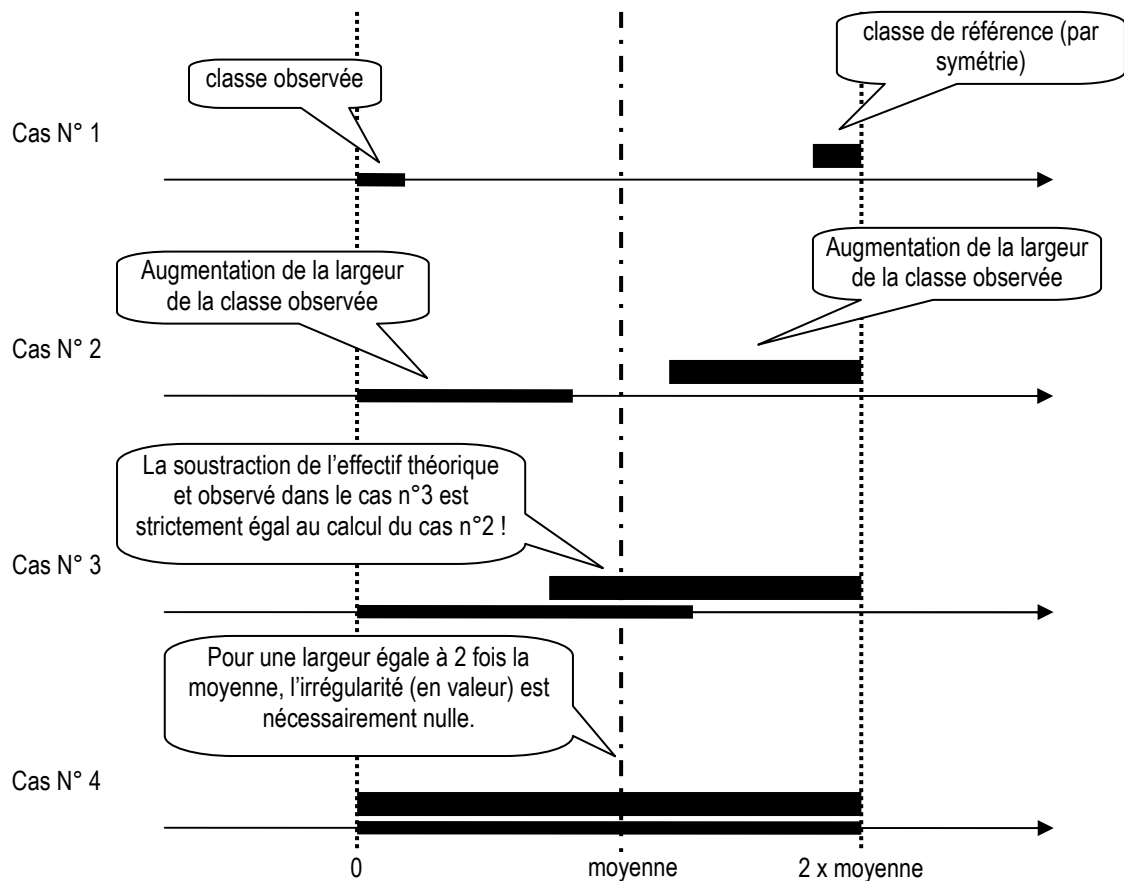 classe observée
classe de référence (par
symétrie)
Cas N° 1
Augmentation de la largeur
de la classe observée
Augmentation de la largeur
de la classe observée
Cas N° 2
La soustraction de l'effectif théorique
et observé dans le cas n°3 est
strictement égal au calcul du cas n°2 !
Cas N° 3
Pour une largeur égale à 2 fois la
moyenne, l'irrégularité (en valeur) est
nécessairement nulle.
Cas N° 4
0
moyenne
2 x moyenne